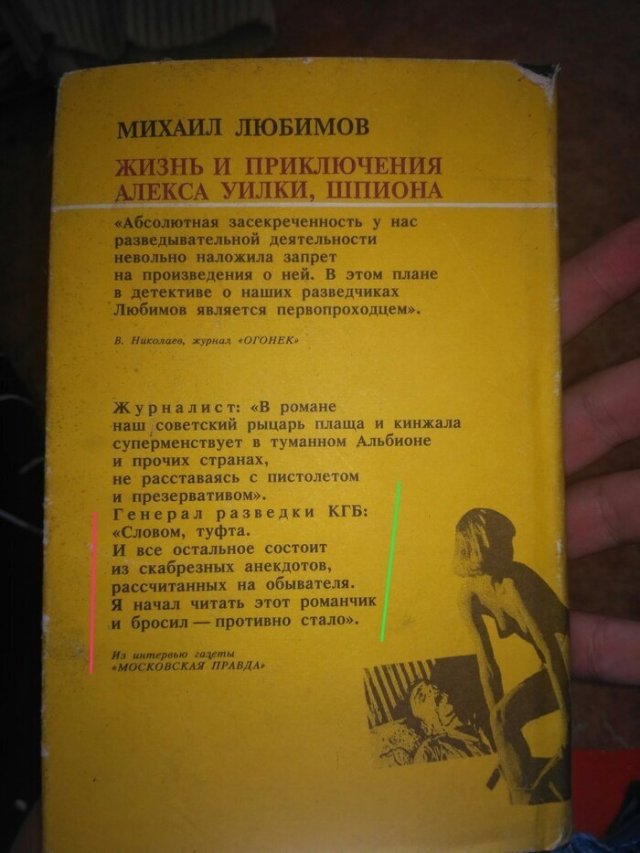 МИХАИЛ ЛЮБИМОВ
ЖИЗНЬ И ПРИКЛЮЧЕНИЯ
АЛЕКСА УИЛКИ, ШПИОНА
«Абсолютная засекреченность у нас
разведывательной деятельности
невольно наложила запрет
на произведения о ней. В этом плане
в детективе о наших разведчиках
Любимов является первопроходцем».
В. Николаев, журнал «ОГОНЕК»
Журналист: «В романе
наш советский рыцарь плаща и кинжала
суперменствует в туманном Альбионе
и прочих странах,
не расставаясь с пистолетом
и презервативом».
Генерал разведки КГБ:
«Словом, туфта.
И все остальное состоит
из скабрезных анекдотов,
рассчитанных на обывателя.
Я начал читать этот романчик
и бросил — противно стало».
Из интервью газеты
«МОСКОВСКАЯ ПРАВДА»